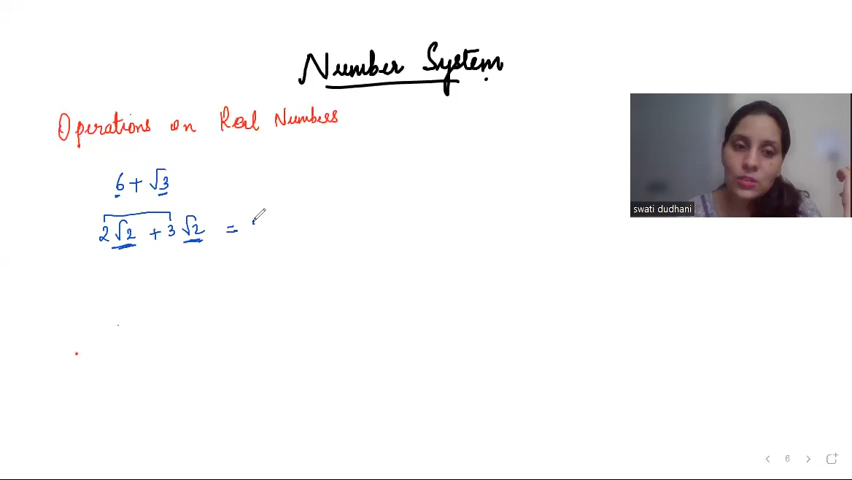 Number System
Operations on Real Numbers
6 + √3
2√2 + 3√2 =
swati dudhani
6